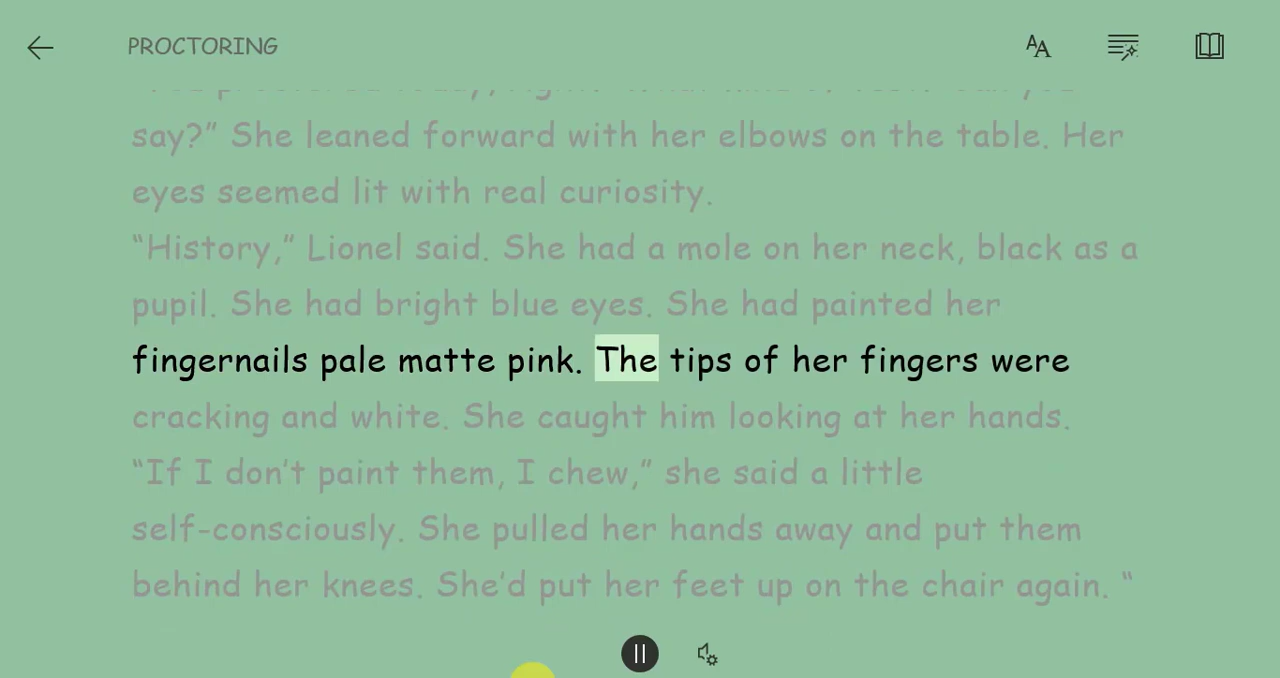 PROCTORING
say?” She leaned forward with her elbows on the table. Her
eyes seemed lit with real curiosity.
“History,” Lionel said. She had a mole on her neck, black as a
pupil. She had bright blue eyes. She had painted her
fingernails pale matte pink. The tips of her fingers were
cracking and white. She caught him looking at her hands.
“If I don’t paint them, I chew,” she said a little
self-consciously. She pulled her hands away and put them
behind her knees. She’d put her feet up on the chair again. “